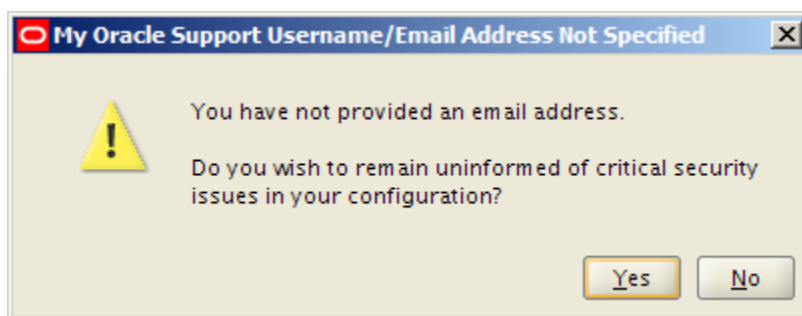 My Oracle Support Username/Email Address Not Specified
You have not provided an email address.
Do you wish to remain uninformed of critical security
issues in your configuration?
Yes No